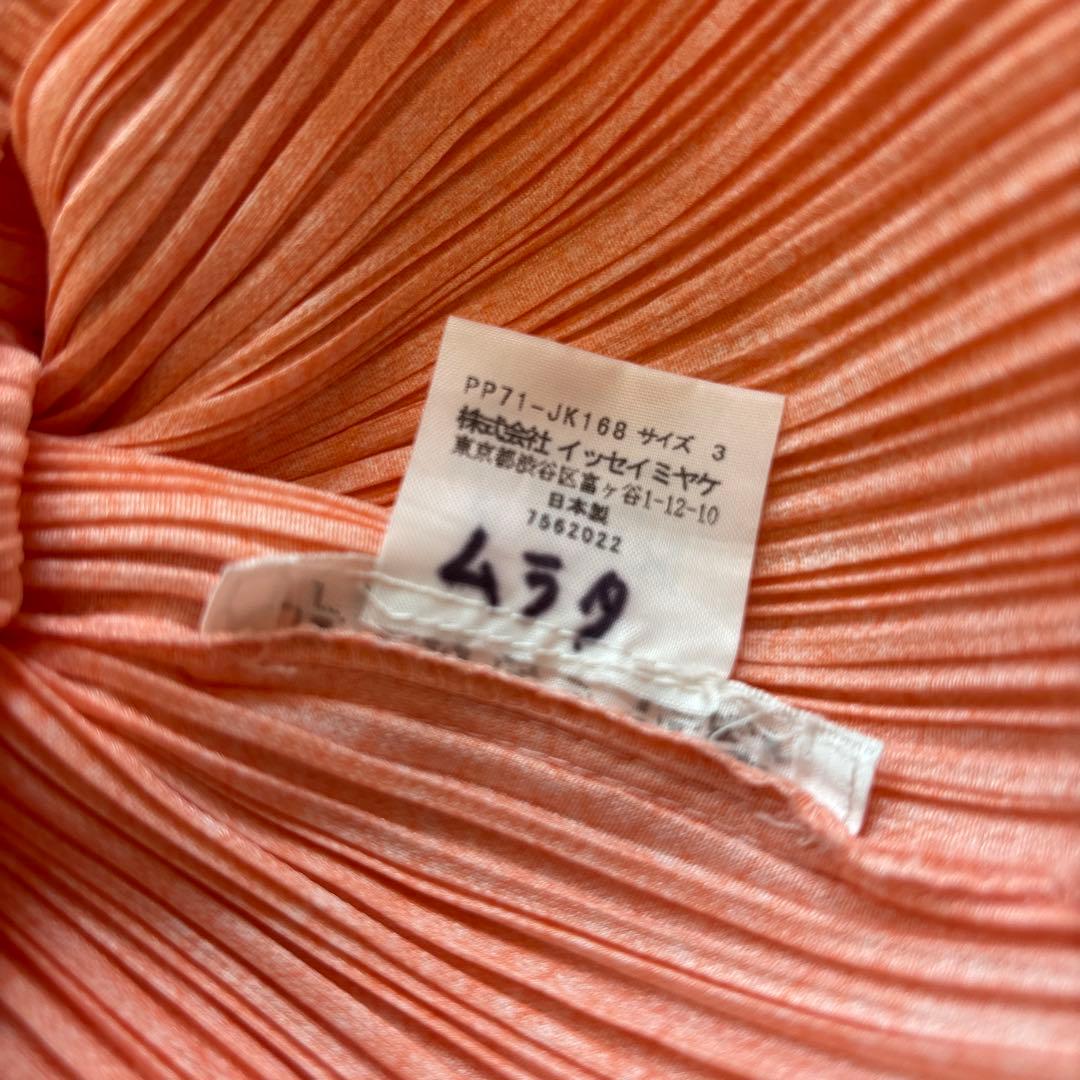 PP71-JK168 サイズ 3
株式会社 イッセイミヤケ
東京都渋谷区富ヶ谷1-12-10
日本製
7562022
ムラタ